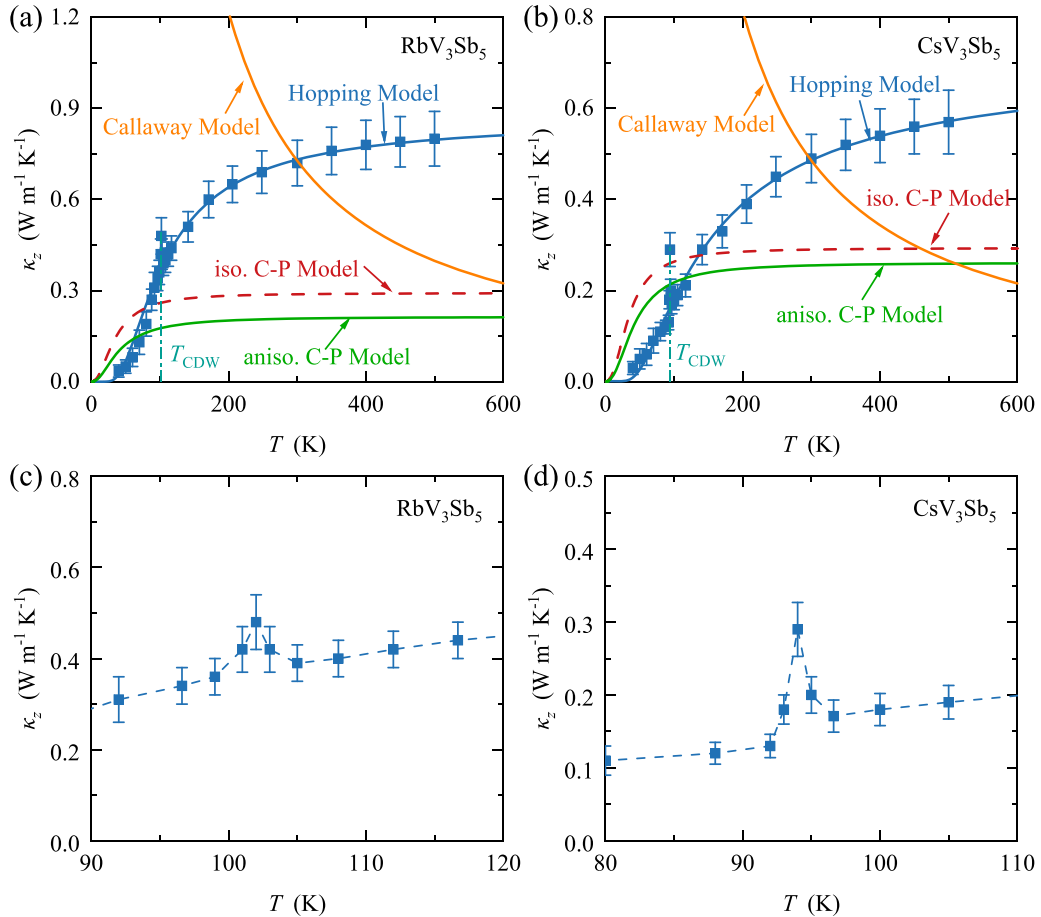 (a)
RbV₃Sb₅
1.2
0.9
0.6
0.3
0.0
κz (W m⁻¹ K⁻¹)
Callaway Model
Hopping Model
iso. C-P Model
aniso. C-P Model
TCDW
0 200 400 600
T (K)
(b)
CsV₃Sb₅
0.8
0.6
0.4
0.2
0.0
κz (W m⁻¹ K⁻¹)
Callaway Model
Hopping Model
iso. C-P Model
aniso. C-P Model
TCDW
0 200 400 600
T (K)
(c)
RbV₃Sb₅
0.8
0.6
0.4
0.2
0.0
κz (W m⁻¹ K⁻¹)
90 100 110 120
T (K)
(d)
CsV₃Sb₅
0.5
0.4
0.3
0.2
0.1
0.0
κz (W m⁻¹ K⁻¹)
80 90 100 110
T (K)